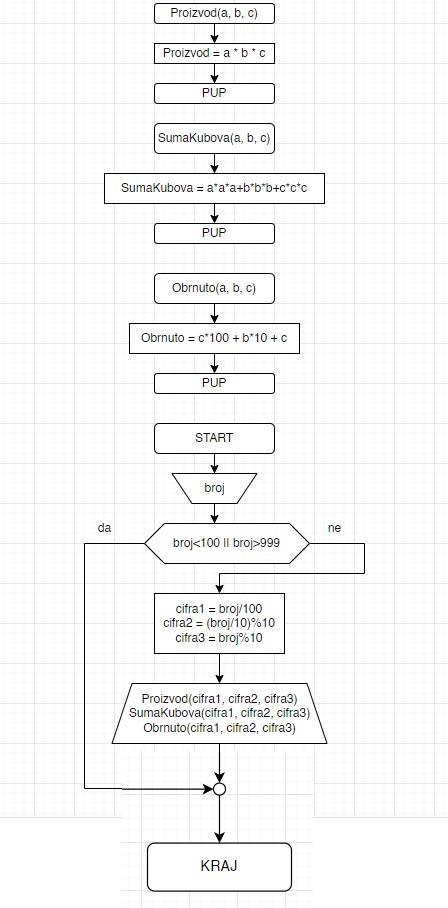 Proizvod(a, b, c)
Proizvod = a * b * c
PUP
SumaKubova(a, b, c)
SumaKubova = a*a*a+b*b*b+c*c*c
PUP
Obrnuto(a, b, c)
Obrnuto = c*100 + b*10 + c
PUP
START
broj
da
broj<100 || broj>999
ne
cifra1 = broj/100
cifra2 = (broj/10)%10
cifra3 = broj%10
Proizvod(cifra1, cifra2, cifra3)
SumaKubova(cifra1, cifra2, cifra3)
Obrnuto(cifra1, cifra2, cifra3)
KRAJ